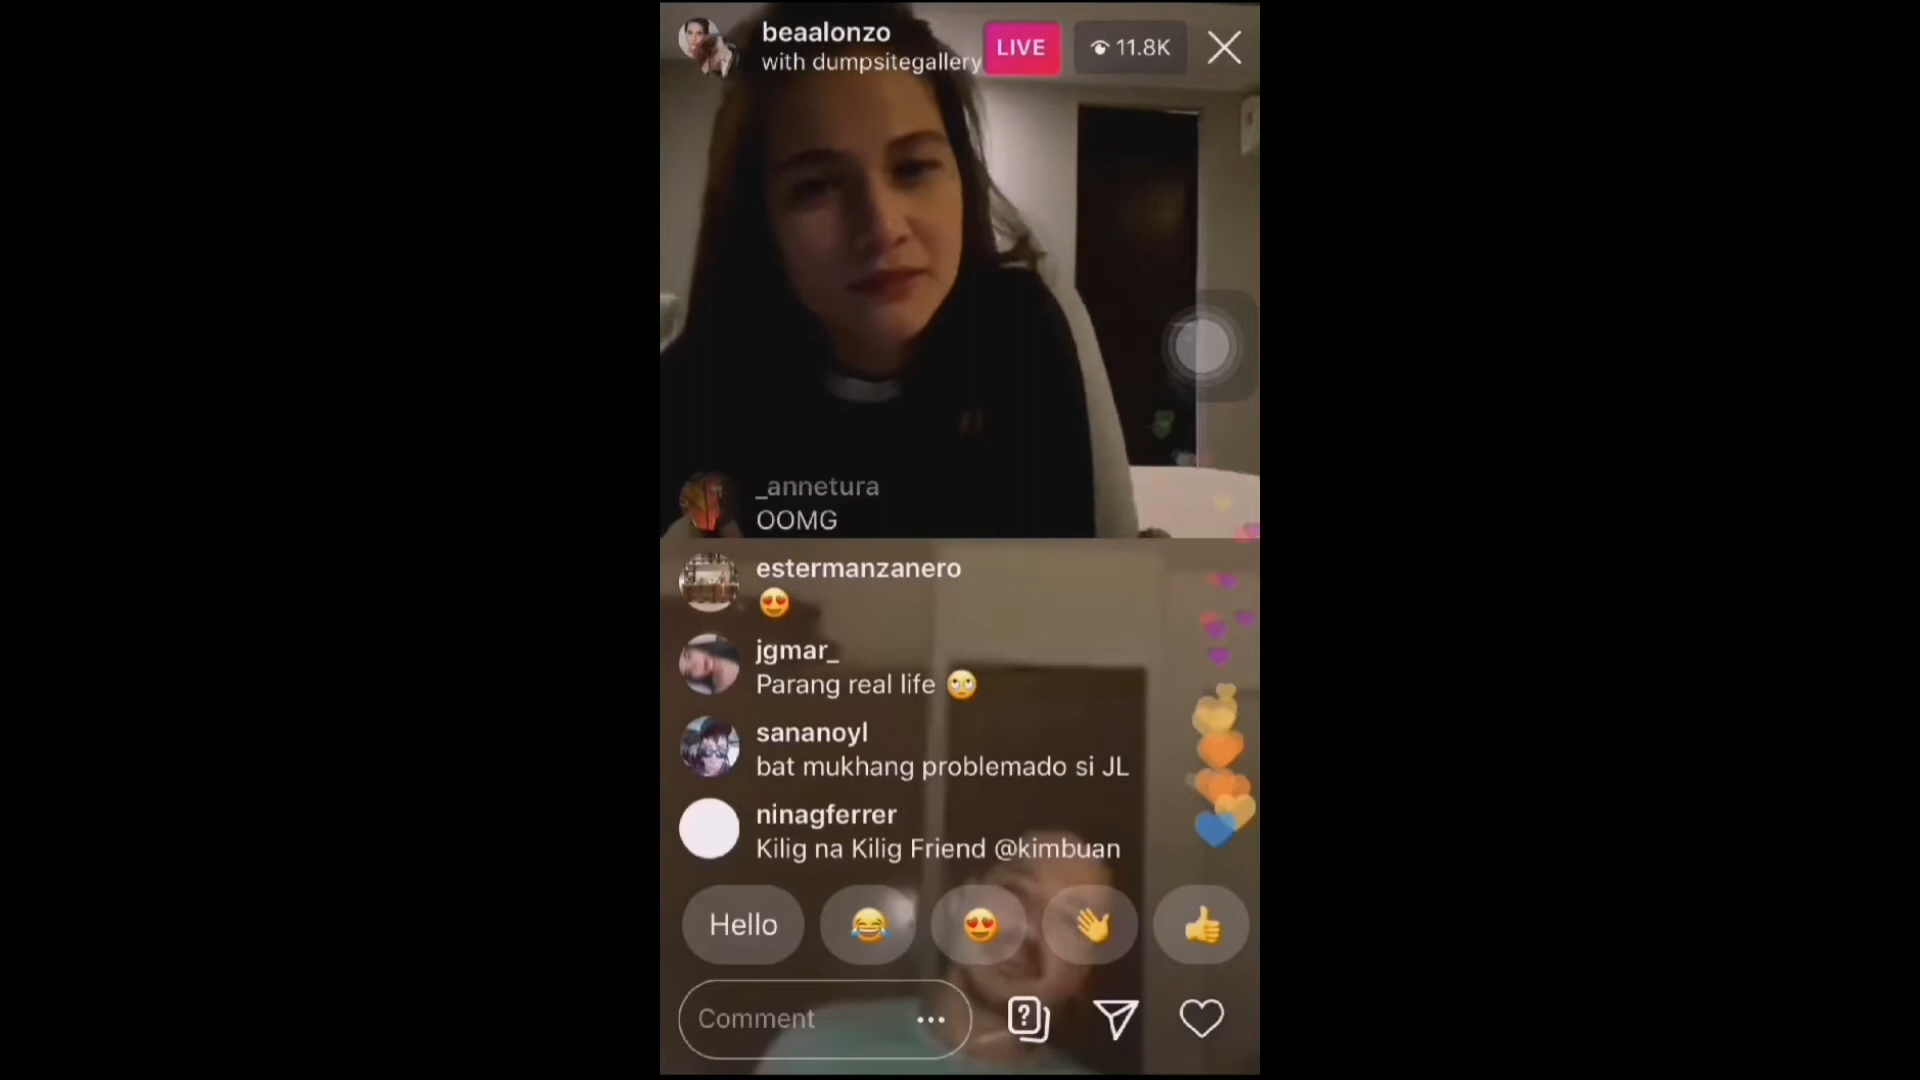 beaalonzo
with dumpsitegallery
LIVE
11.8K
_annetura
OOMG
estermanzanero
😍
jgmar_
Parang real life 🙄
sananoyl
bat mukhang problemado si JL
ninagferrer
Kilig na Kilig Friend @kimbuan
Hello 😂 😍 👋 👍
Comment